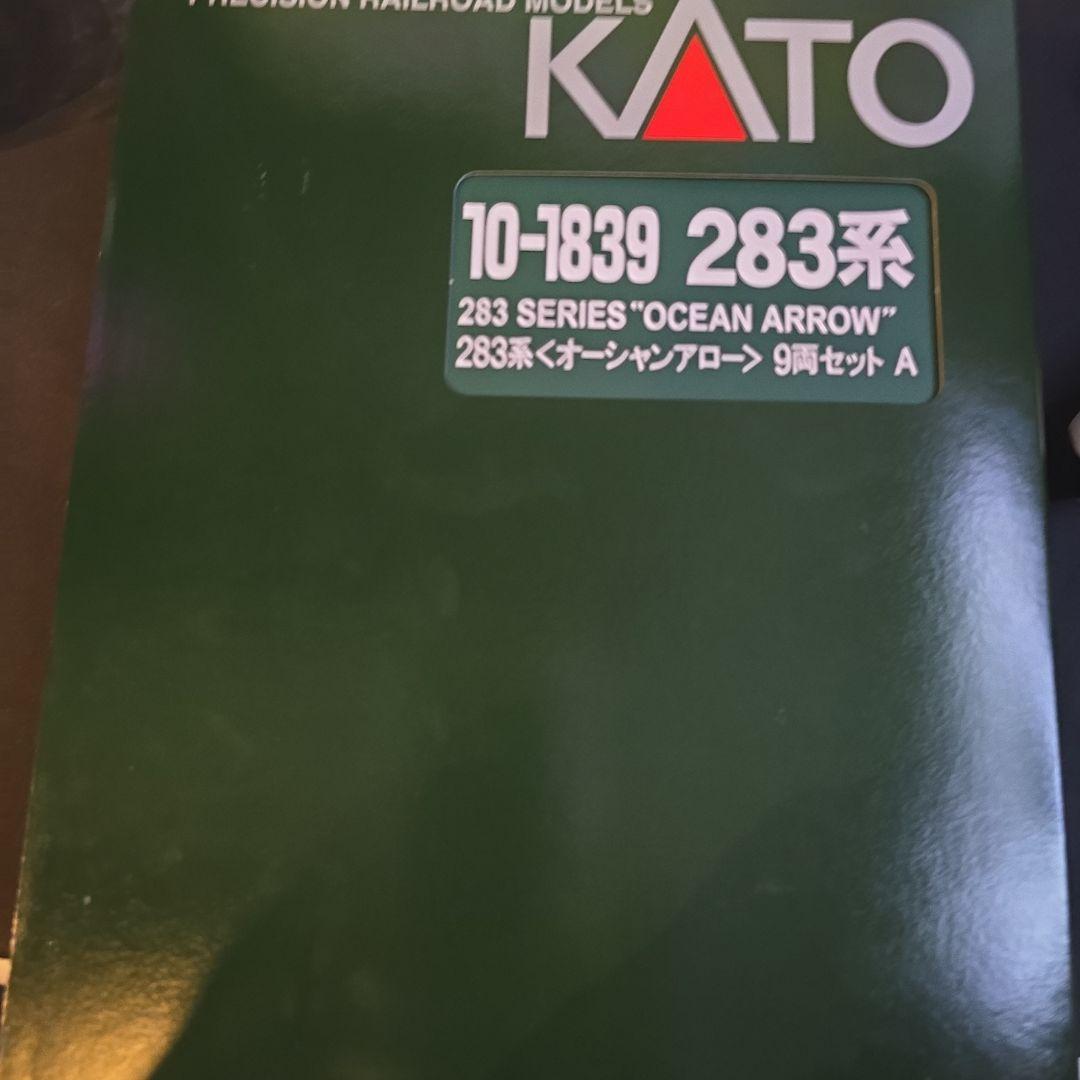 PRECISION RAILROAD MODELS
KATO
10-1839 283系
283 SERIES "OCEAN ARROW"
283系<オーシャンアロー> 9両セット A